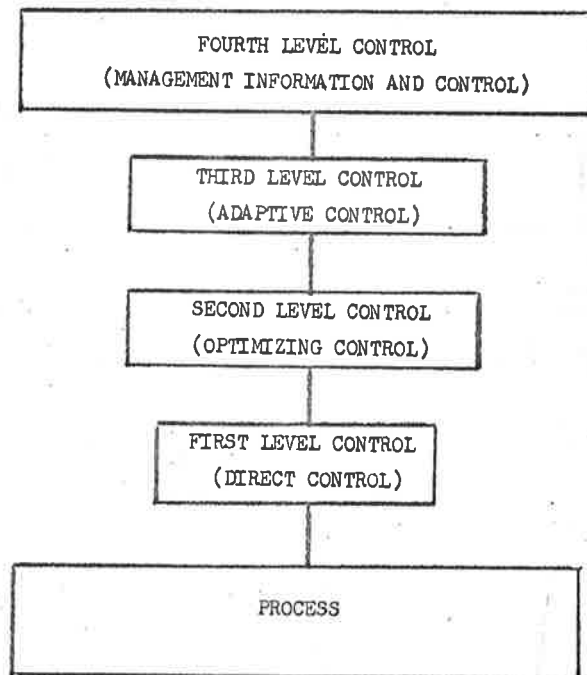 FOURTH LEVEL CONTROL
(MANAGEMENT INFORMATION AND CONTROL)
THIRD LEVEL CONTROL
(ADAPTIVE CONTROL)
SECOND LEVEL CONTROL
(OPTIMIZING CONTROL)
FIRST LEVEL CONTROL
(DIRECT CONTROL)
PROCESS